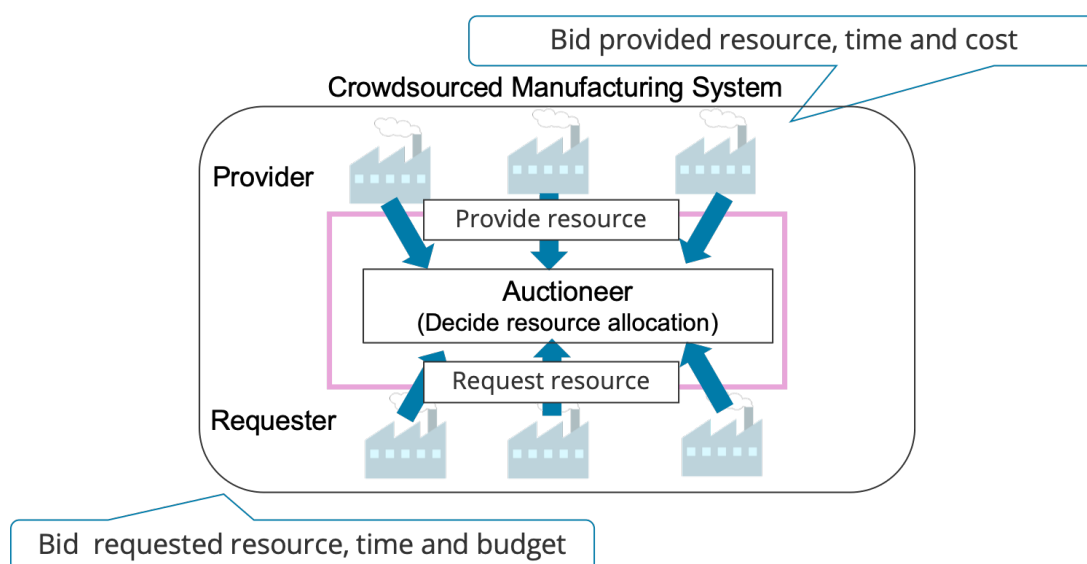 Bid provided resource, time and cost
Crowdsourced Manufacturing System
Provider
Provide resource
Auctioneer
(Decide resource allocation)
Request resource
Requester
Bid requested resource, time and budget